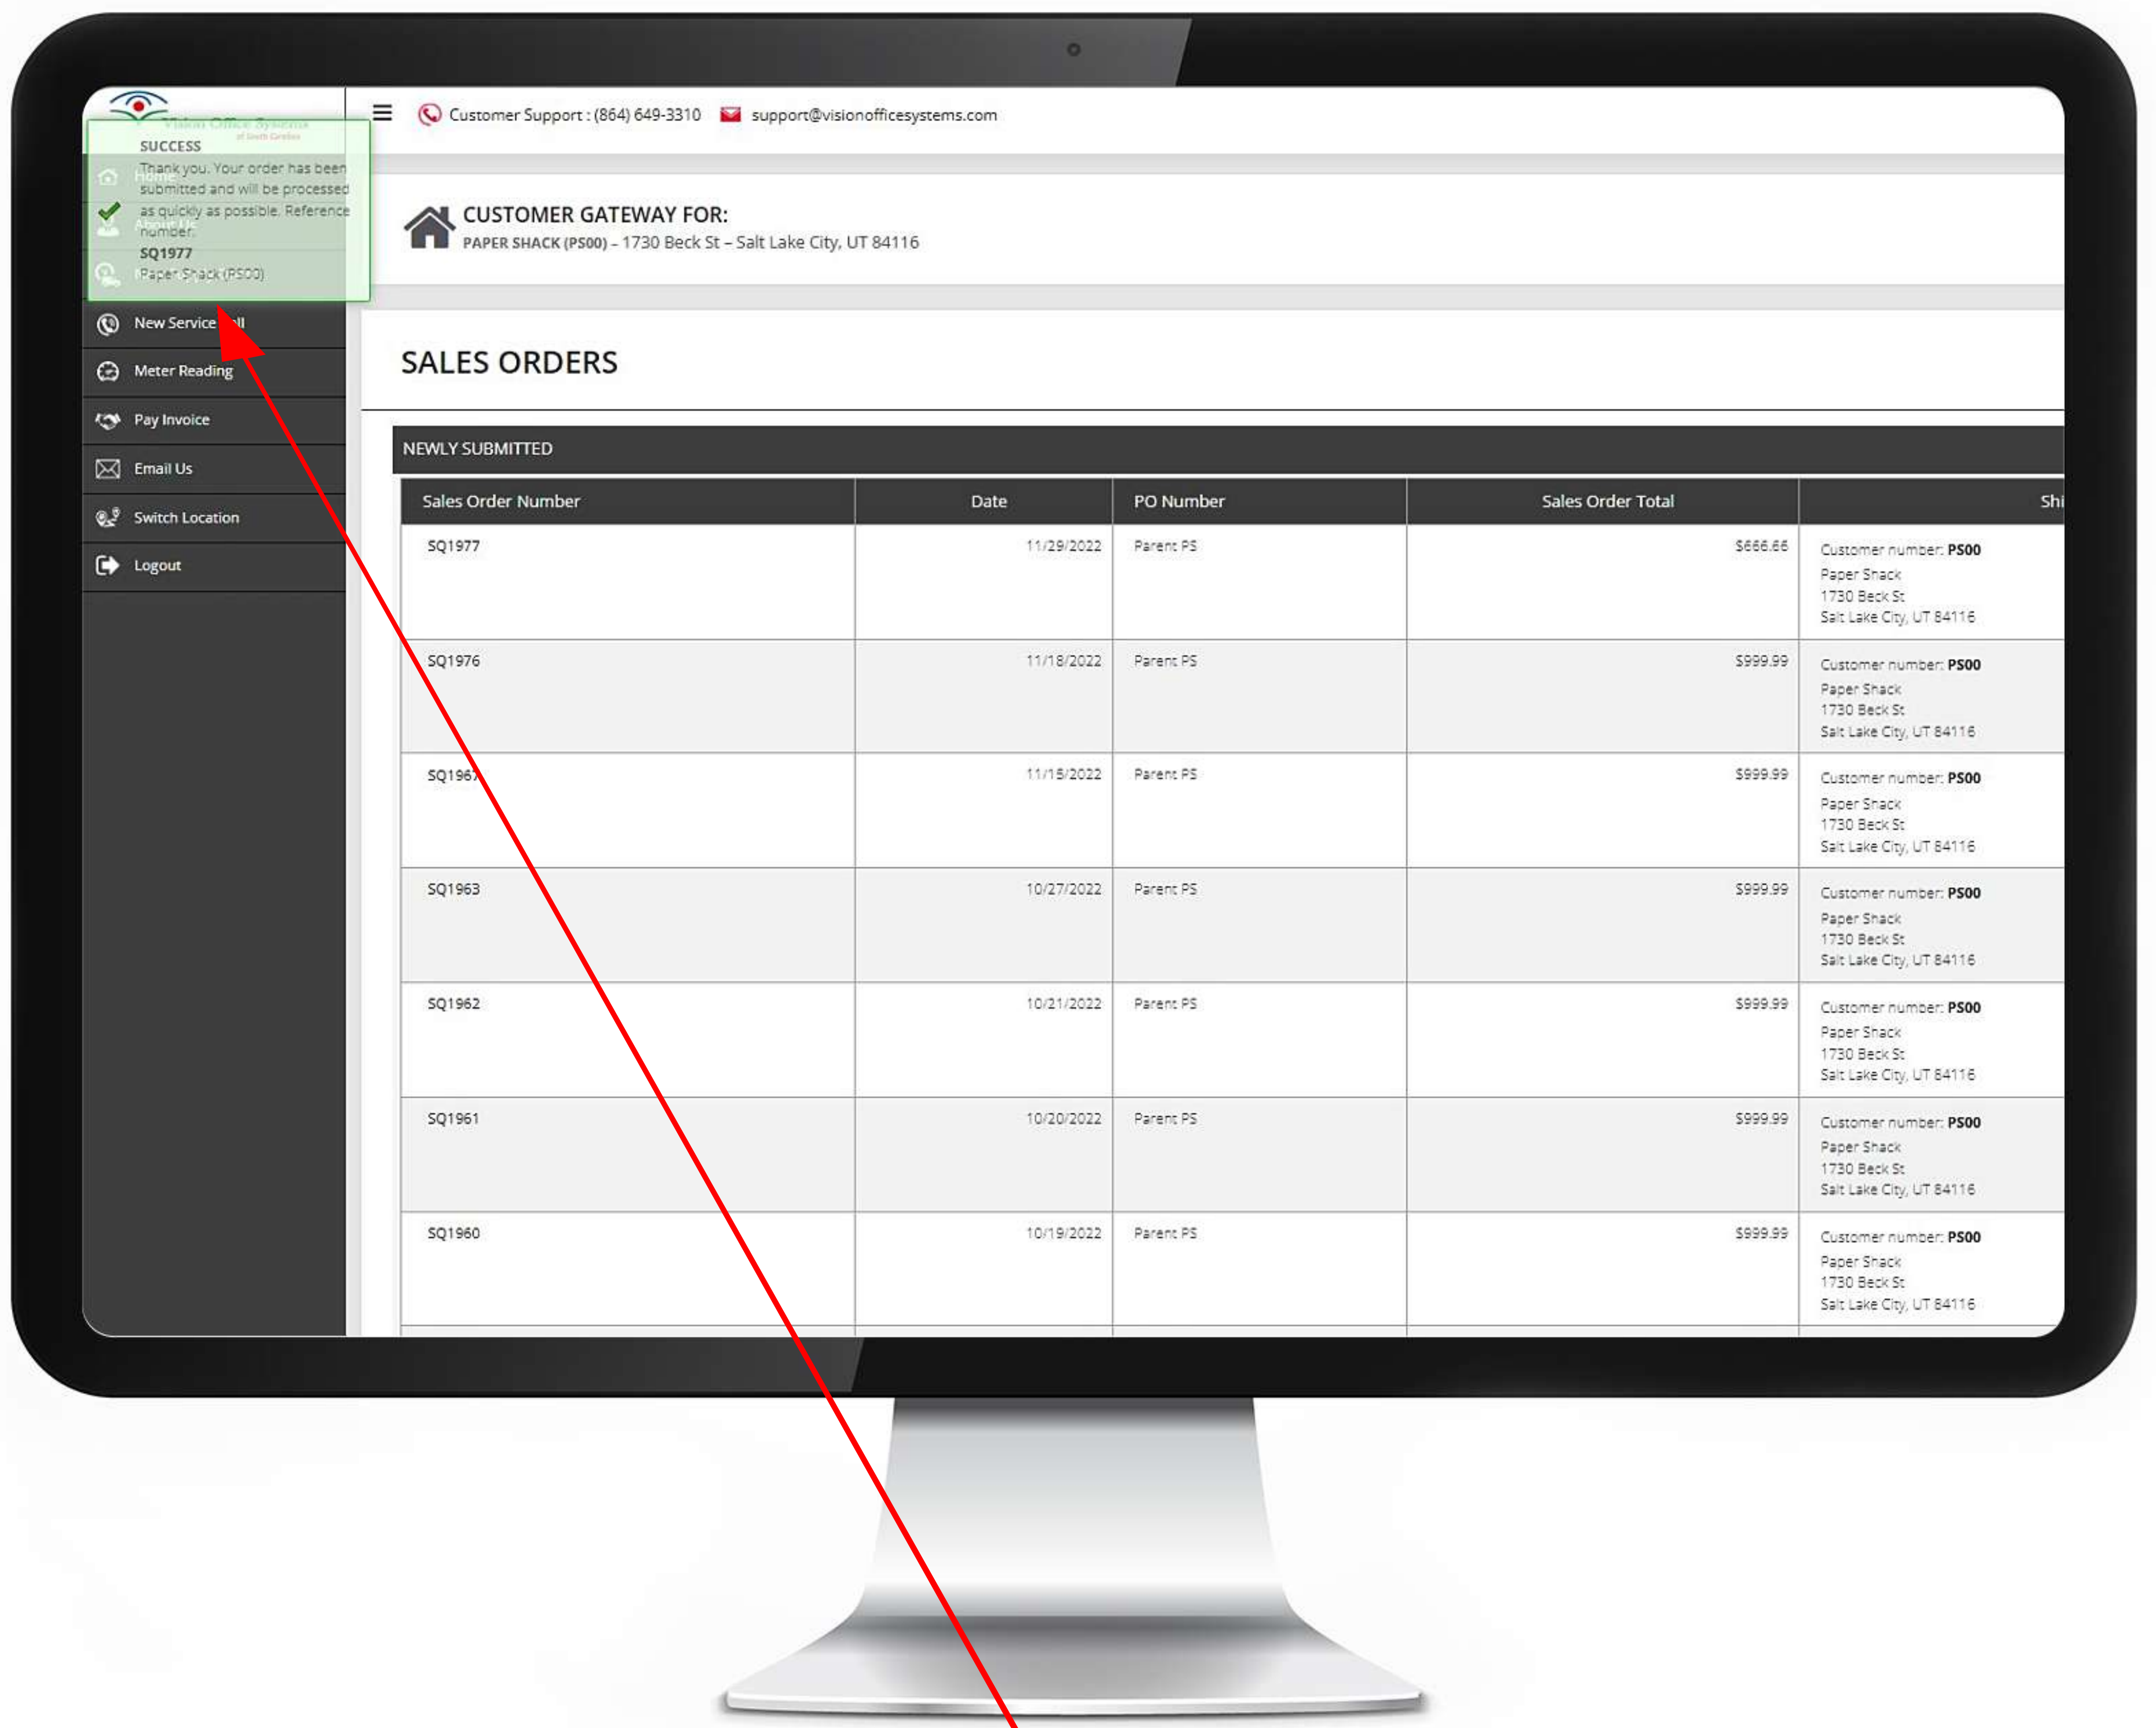 Vision Office Systems
of South Carolina
Customer Support : (864) 649-3310 support@visionofficesystems.com
SUCCESS
Thank you. Your order has been
submitted and will be processed
as quickly as possible. Reference
number:
SQ1977
Paper Shack (PS00)
Home
About Us
New Service
Meter Reading
Pay Invoice
Email Us
Switch Location
Logout
CUSTOMER GATEWAY FOR:
PAPER SHACK (PS00) – 1730 Beck St – Salt Lake City, UT 84116
SALES ORDERS
NEWLY SUBMITTED
Sales Order Number Date PO Number Sales Order Total Shi
SQ1977 11/29/2022 Parent PS $666.66 Customer number: PS00
Paper Shack
1730 Beck St
Salt Lake City, UT 84116
SQ1976 11/18/2022 Parent PS $999.99 Customer number: PS00
Paper Shack
1730 Beck St
Salt Lake City, UT 84116
SQ1967 11/15/2022 Parent PS $999.99 Customer number: PS00
Paper Shack
1730 Beck St
Salt Lake City, UT 84116
SQ1963 10/27/2022 Parent PS $999.99 Customer number: PS00
Paper Shack
1730 Beck St
Salt Lake City, UT 84116
SQ1962 10/21/2022 Parent PS $999.99 Customer number: PS00
Paper Shack
1730 Beck St
Salt Lake City, UT 84116
SQ1961 10/20/2022 Parent PS $999.99 Customer number: PS00
Paper Shack
1730 Beck St
Salt Lake City, UT 84116
SQ1960 10/19/2022 Parent PS $999.99 Customer number: PS00
Paper Shack
1730 Beck St
Salt Lake City, UT 84116